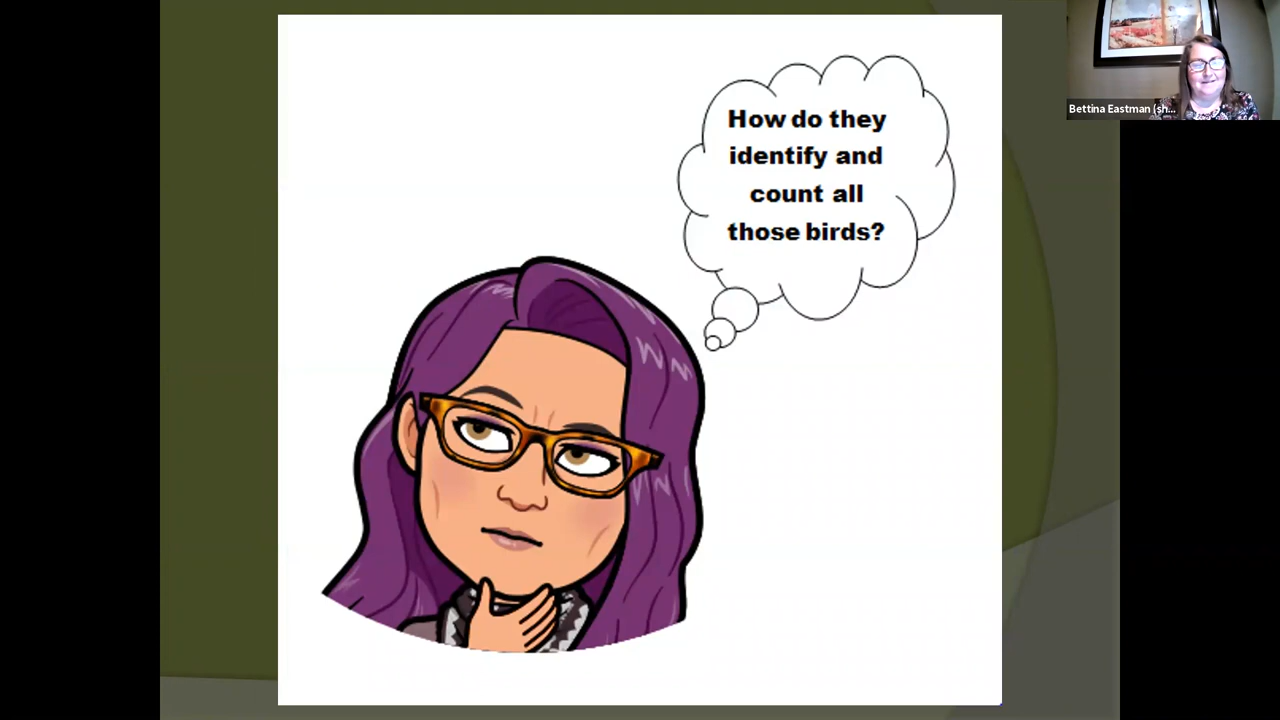 How do they
identify and
count all
those birds?
Bettina Eastman (sh...